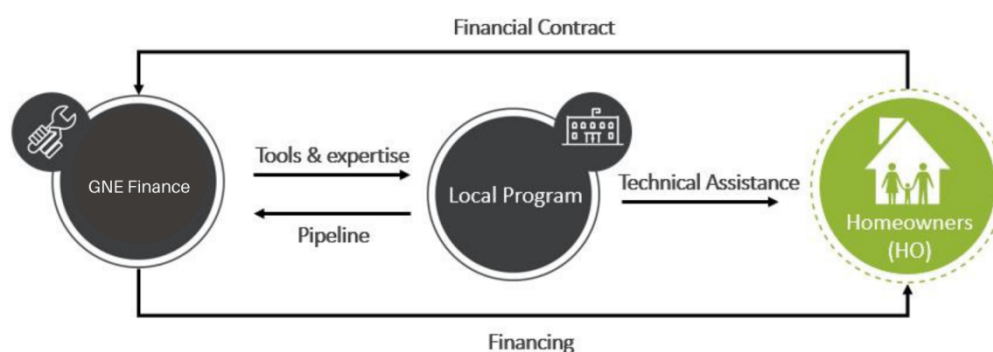 Financial Contract
GNE Finance
Tools & expertise
Pipeline
Local Program
Technical Assistance
Homeowners
(HO)
Financing